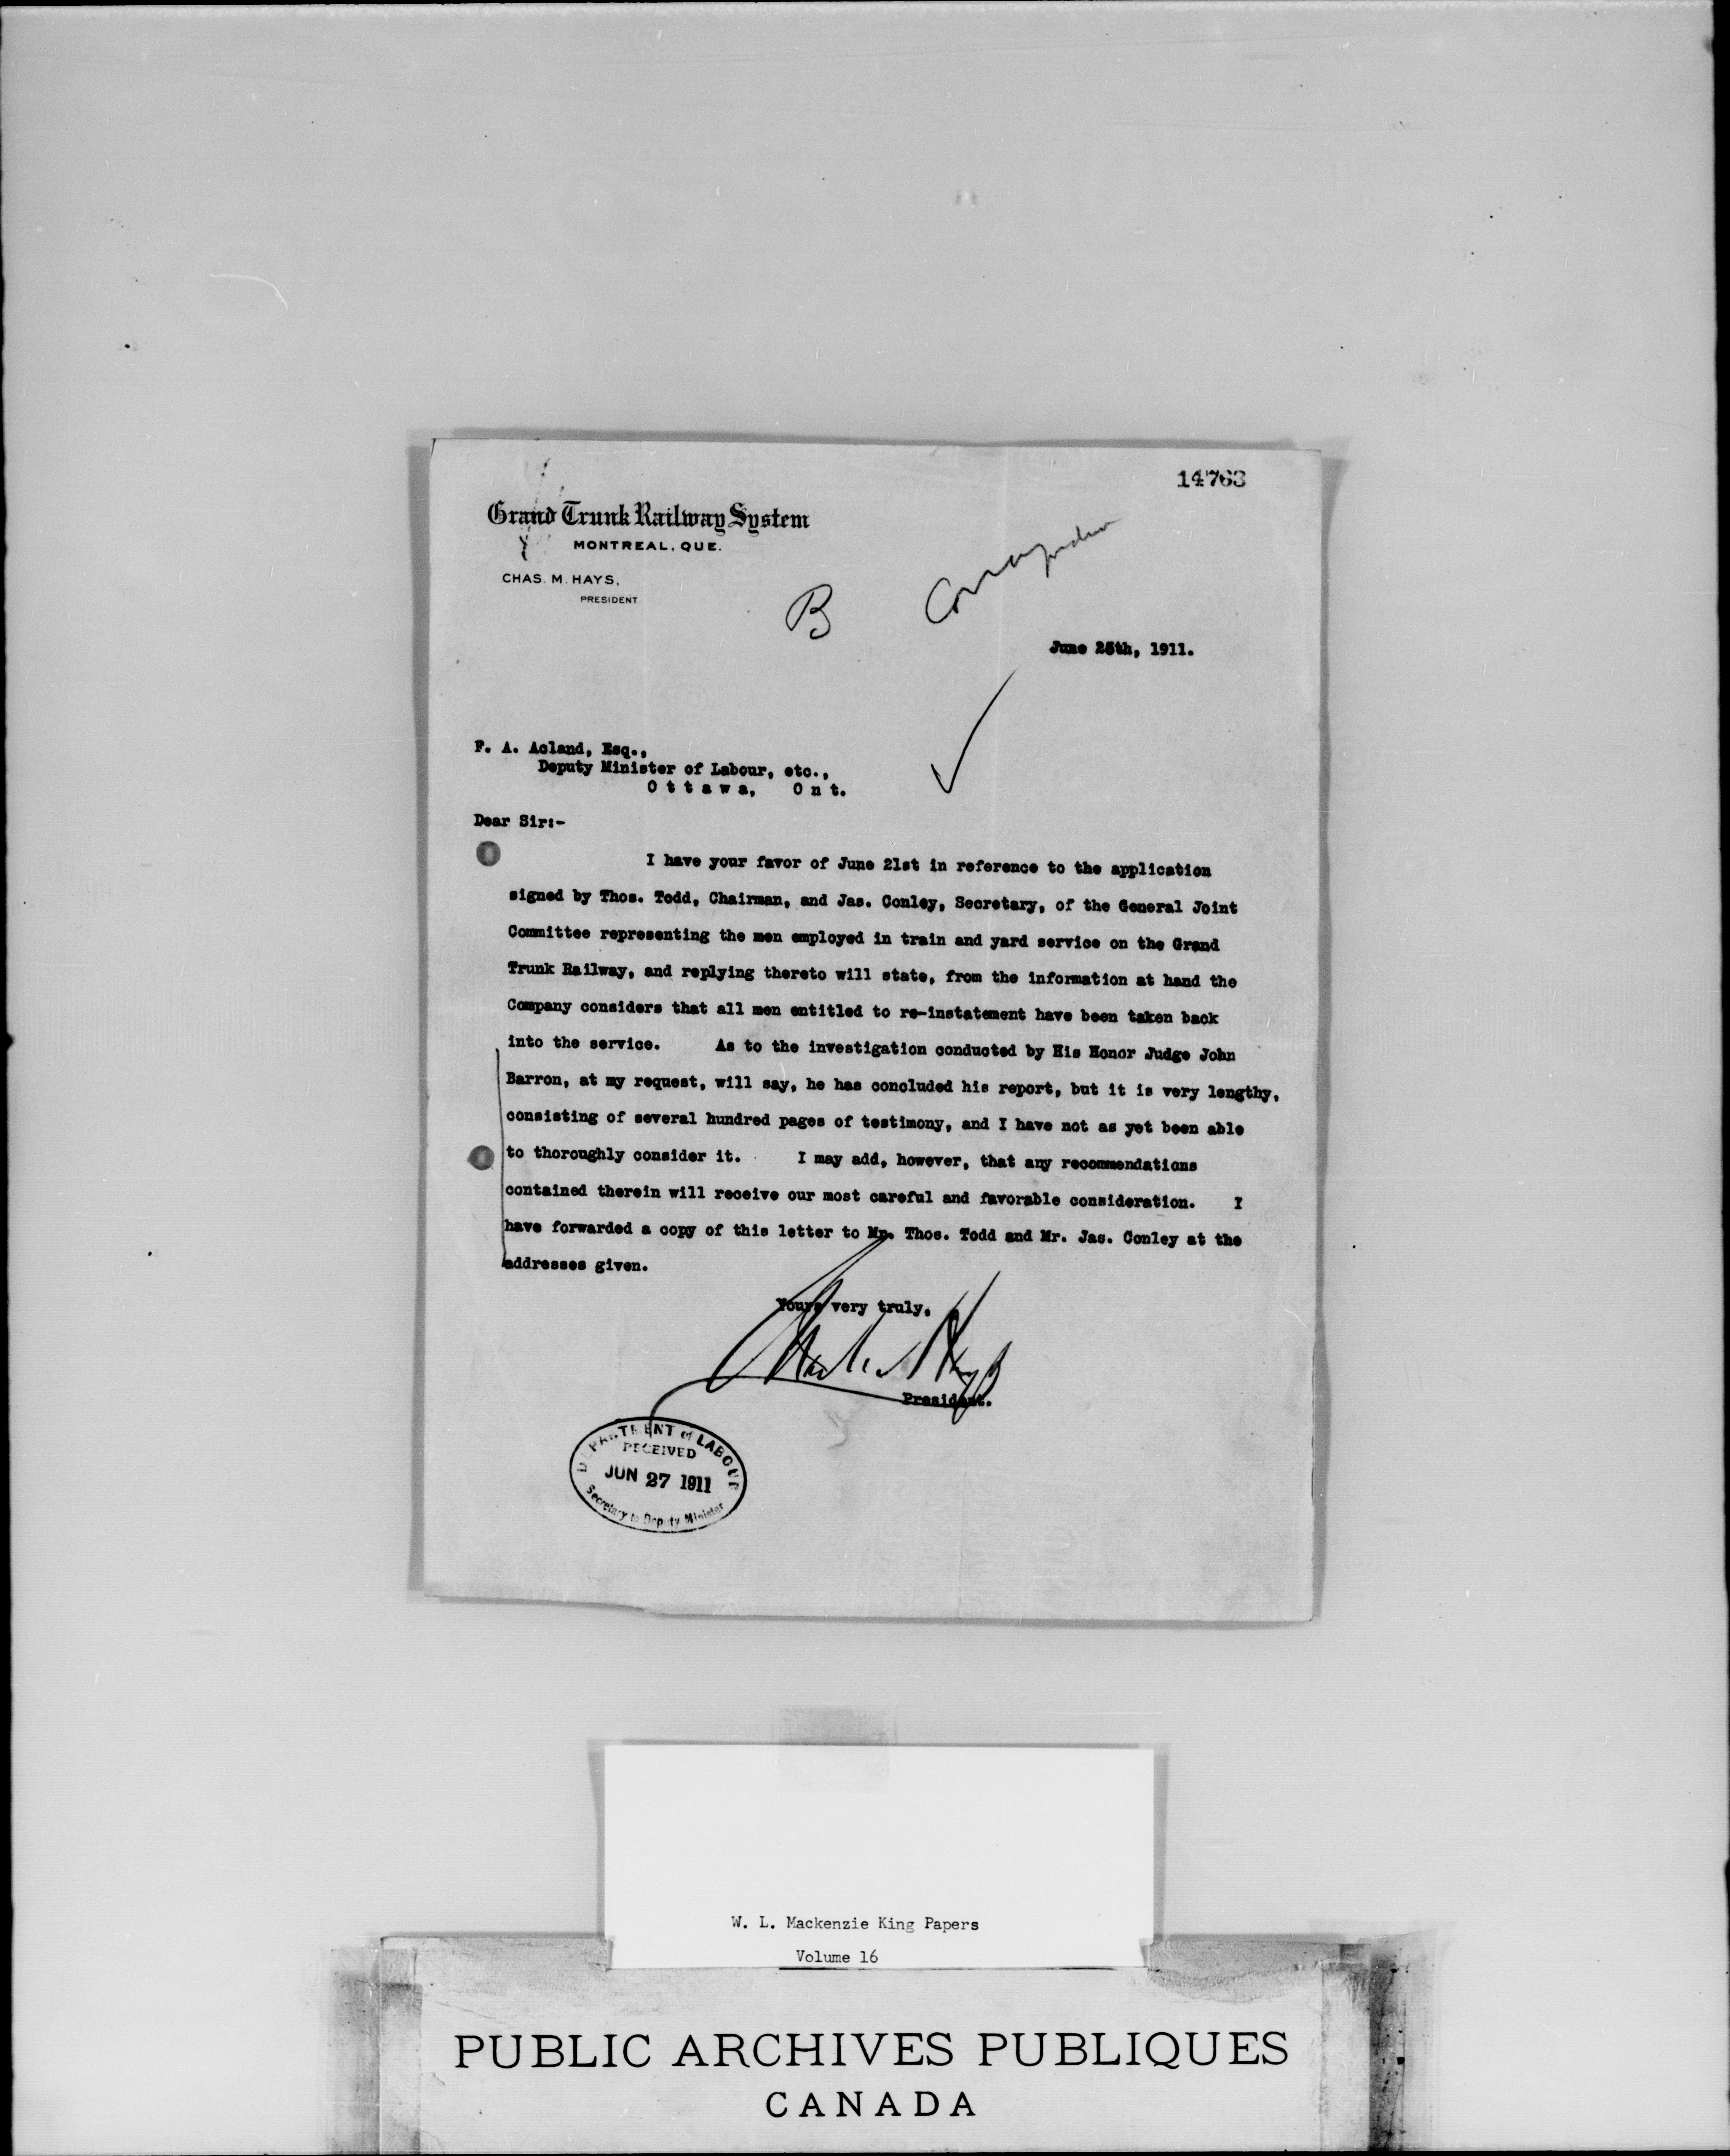 14763
Grand Trunk Railway System
MONTREAL, QUE.
CHAS. M. HAYS,
PRESIDENT
B
June 25th, 1911.
F. A. Acland, Esq.,
Deputy Minister of Labour, etc.,
Ottawa, Ont.
Dear Sir:-
I have your favor of June 21st in reference to the application
signed by Thos. Todd, Chairman, and Jas. Conley, Secretary, of the General Joint
Committee representing the men employed in train and yard service on the Grand
Trunk Railway, and replying thereto will state, from the information at hand the
Company considers that all men entitled to re-instatement have been taken back
into the service. As to the investigation conducted by His Honor Judge John
Barron, at my request, will say, he has concluded his report, but it is very lengthy,
consisting of several hundred pages of testimony, and I have not as yet been able
to thoroughly consider it. I may add, however, that any recommendations
contained therein will receive our most careful and favorable consideration. I
have forwarded a copy of this letter to Mr. Thos. Todd and Mr. Jas. Conley at the
addresses given.
Yours very truly,
President.
DEPARTMENT of LABOUR
RECEIVED
JUN 27 1911
Secretary to Deputy Minister
W. L. Mackenzie King Papers
Volume 16
PUBLIC ARCHIVES PUBLIQUES
CANADA